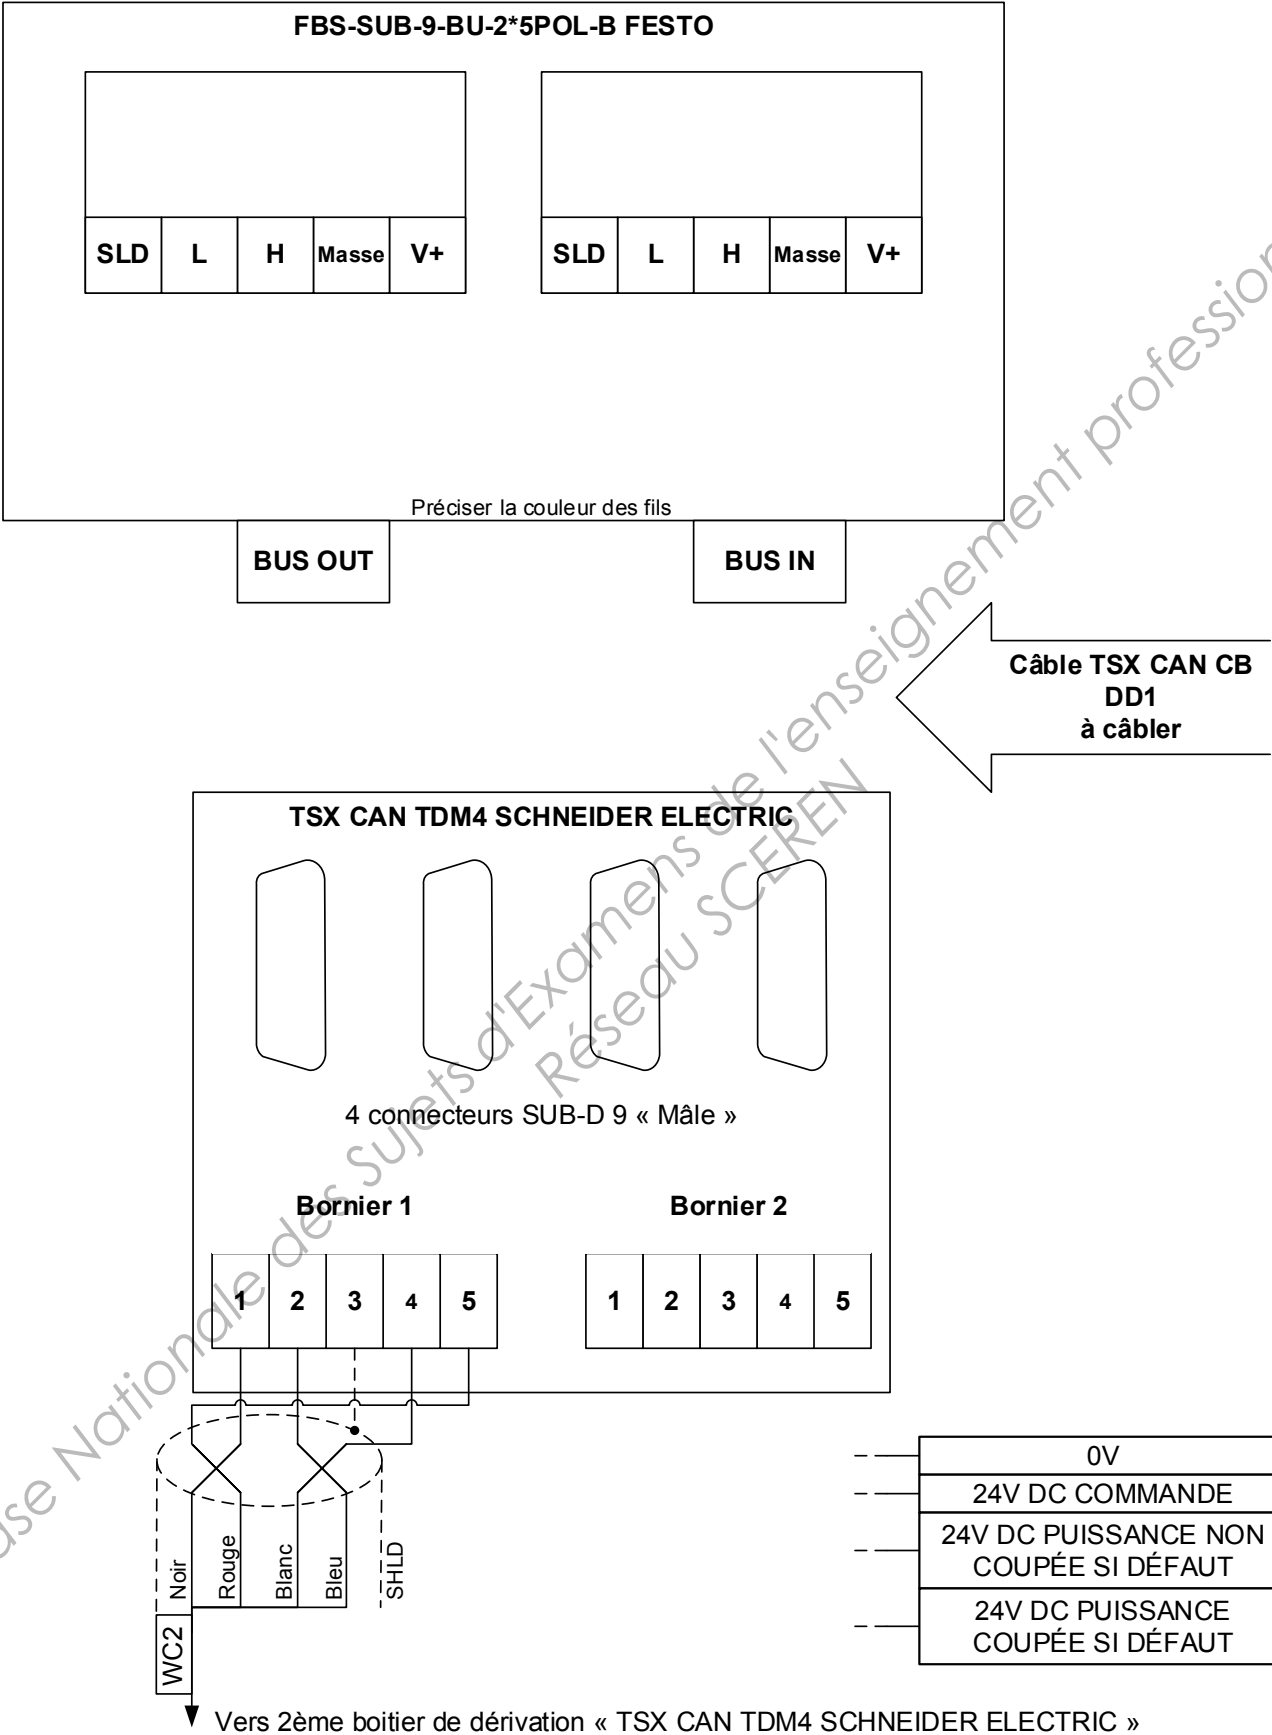 FBS-SUB-9-BU-2*5POL-B FESTO
SLD L H Masse V+
SLD L H Masse V+
Préciser la couleur des fils
BUS OUT
BUS IN
Câble TSX CAN CB
DD1
à câbler
TSX CAN TDM4 SCHNEIDER ELECTRIC
4 connecteurs SUB-D 9 « Mâle »
Bornier 1
Bornier 2
1 2 3 4 5
1 2 3 4 5
Noir
Rouge
Blanc
Bleu
SHLD
WC2
0V
24V DC COMMANDE
24V DC PUISSANCE NON
COUPÉE SI DÉFAUT
24V DC PUISSANCE
COUPÉE SI DÉFAUT
Vers 2ème boitier de dérivation « TSX CAN TDM4 SCHNEIDER ELECTRIC »
Nationale des Sujets d'Examens de l'enseignement
Réseau SCEREN